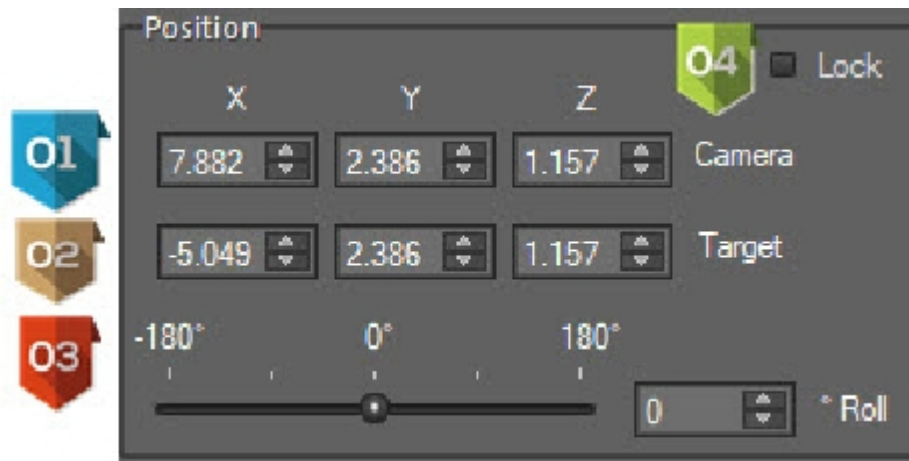 Position
04 Lock
X Y Z
01 7.882 2.386 1.157 Camera
02 -5.049 2.386 1.157 Target
03 -180° 0° 180°
0 ° Roll